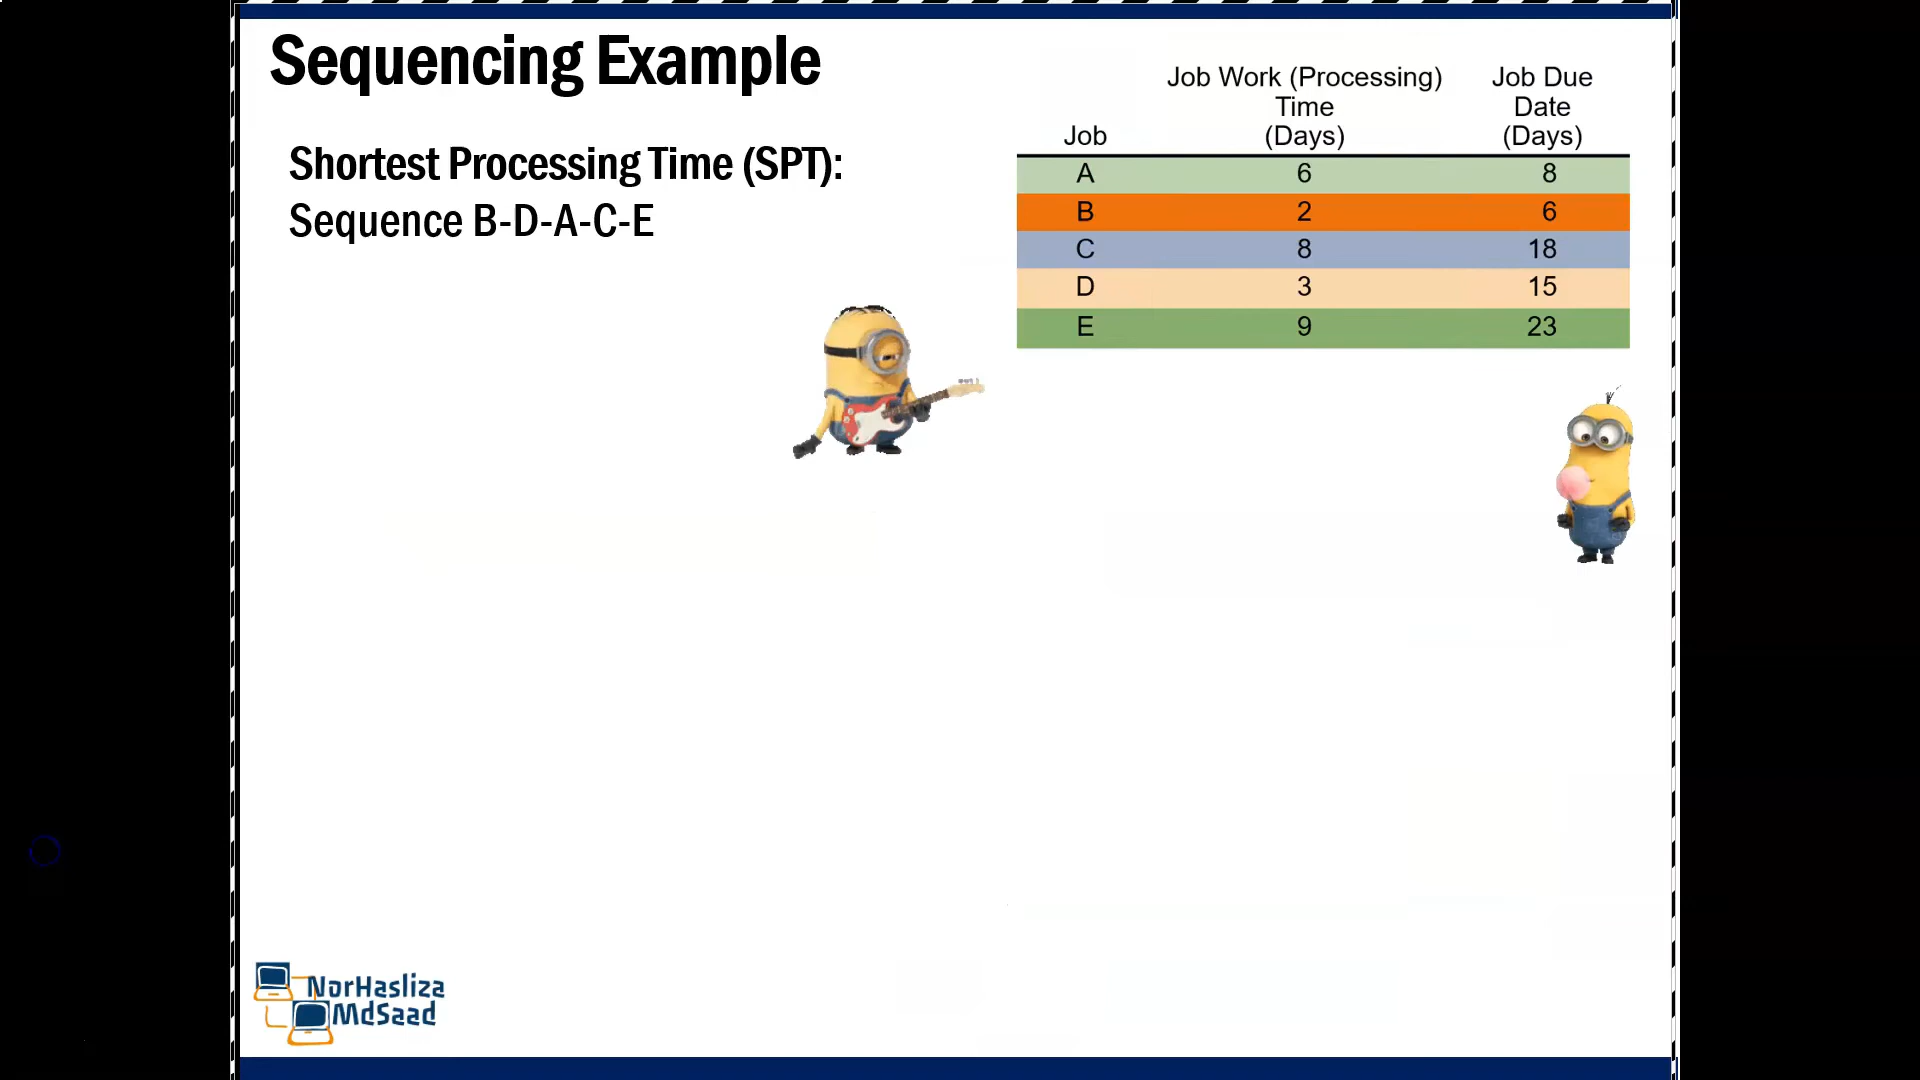 Sequencing Example
Shortest Processing Time (SPT):
Sequence B-D-A-C-E
Job Work (Processing) Job Due
Time Date
Job (Days) (Days)
A 6 8
B 2 6
C 8 18
D 3 15
E 9 23
NorHasliza
MdSaad